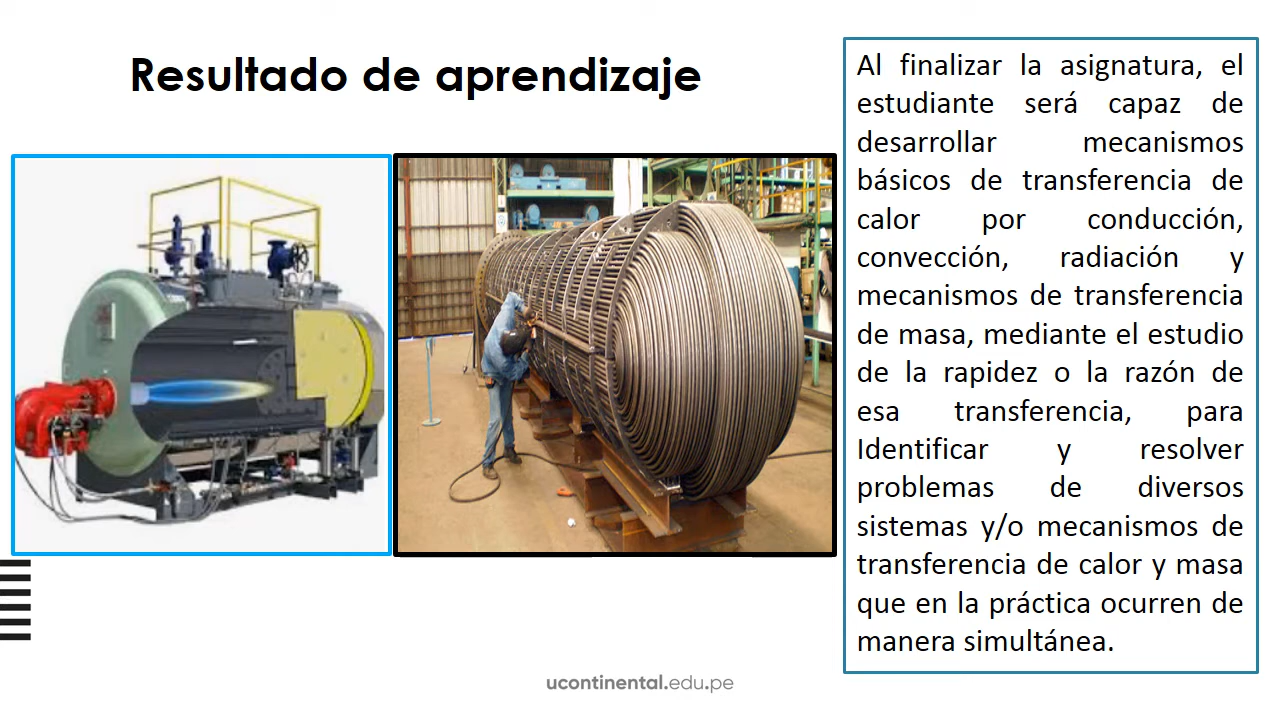 Resultado de aprendizaje
Al finalizar la asignatura, el
estudiante será capaz de
desarrollar mecanismos
básicos de transferencia de
calor por conducción,
convección, radiación y
mecanismos de transferencia
de masa, mediante el estudio
de la rapidez o la razón de
esa transferencia, para
Identificar y resolver
problemas de diversos
sistemas y/o mecanismos de
transferencia de calor y masa
que en la práctica ocurren de
manera simultánea.
ucontinental.edu.pe